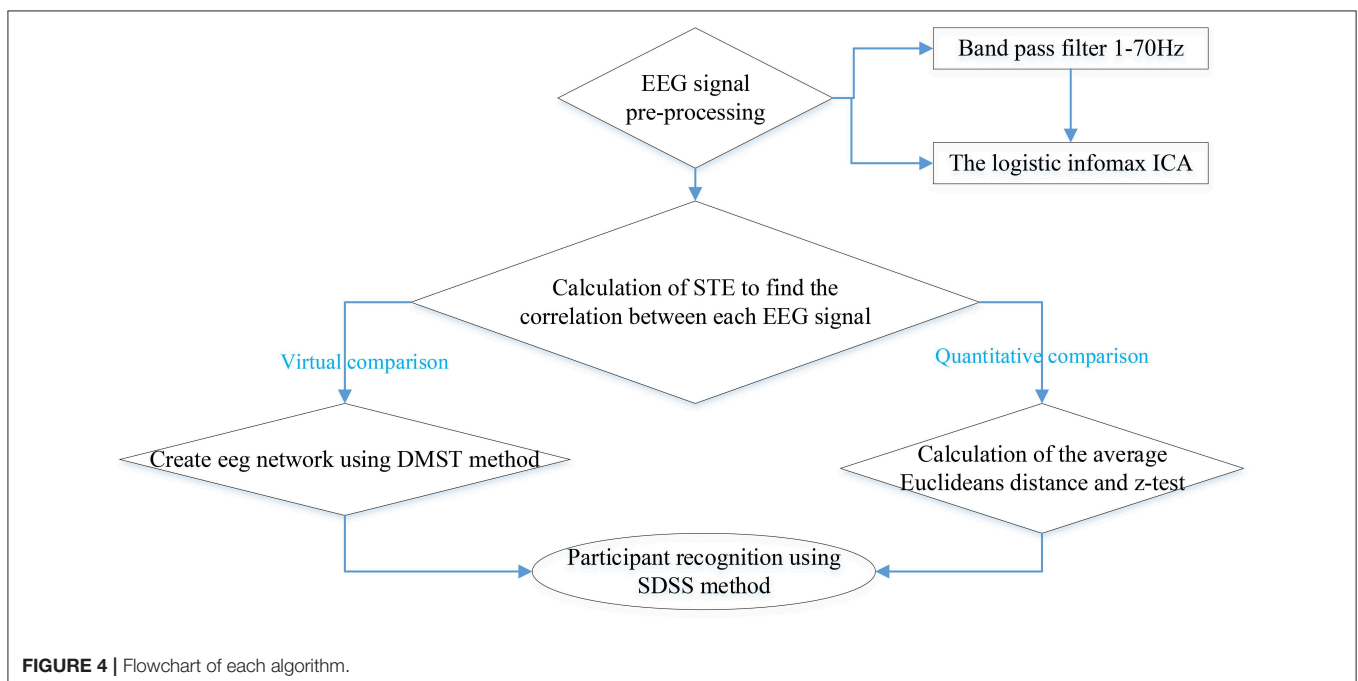 EEG signal
pre-processing
Band pass filter 1-70Hz
The logistic infomax ICA
Calculation of STE to find the
correlation between each EEG signal
Virtual comparison
Quantitative comparison
Create eeg network using DMST method
Calculation of the average
Euclideans distance and z-test
Participant recognition using
SDSS method
FIGURE 4 | Flowchart of each algorithm.